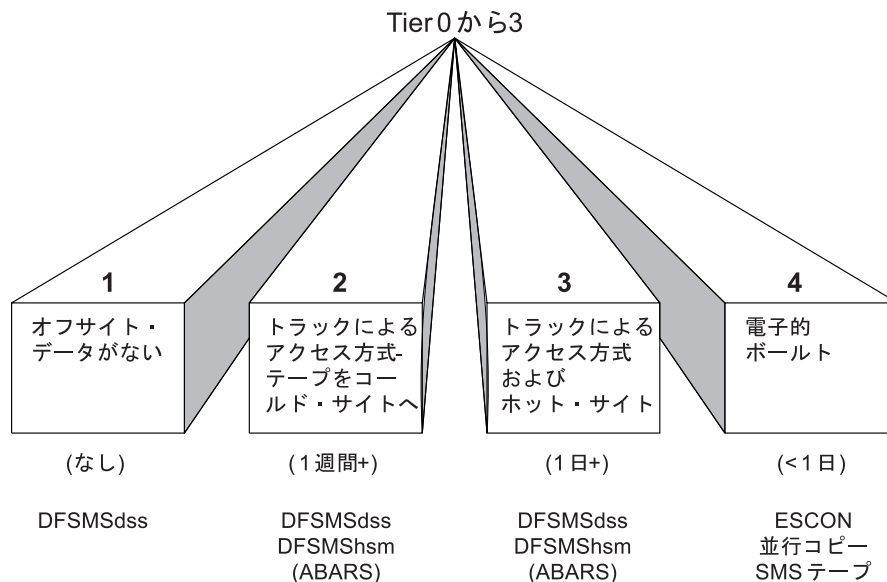 Tier 0 から3
1
オフサイト・
データがない
(なし)
DFSMSdss
2
トラックによる
アクセス方式-
テープをコー
ルド・サイトへ
(1週間+)
DFSMSdss
DFSMShsm
(ABARS)
3
トラックによる
アクセス方式
および
ホット・サイト
(1日+)
DFSMSdss
DFSMShsm
(ABARS)
4
電子的
ボールト
(<1日)
ESCON
並行コピー
SMSテープ